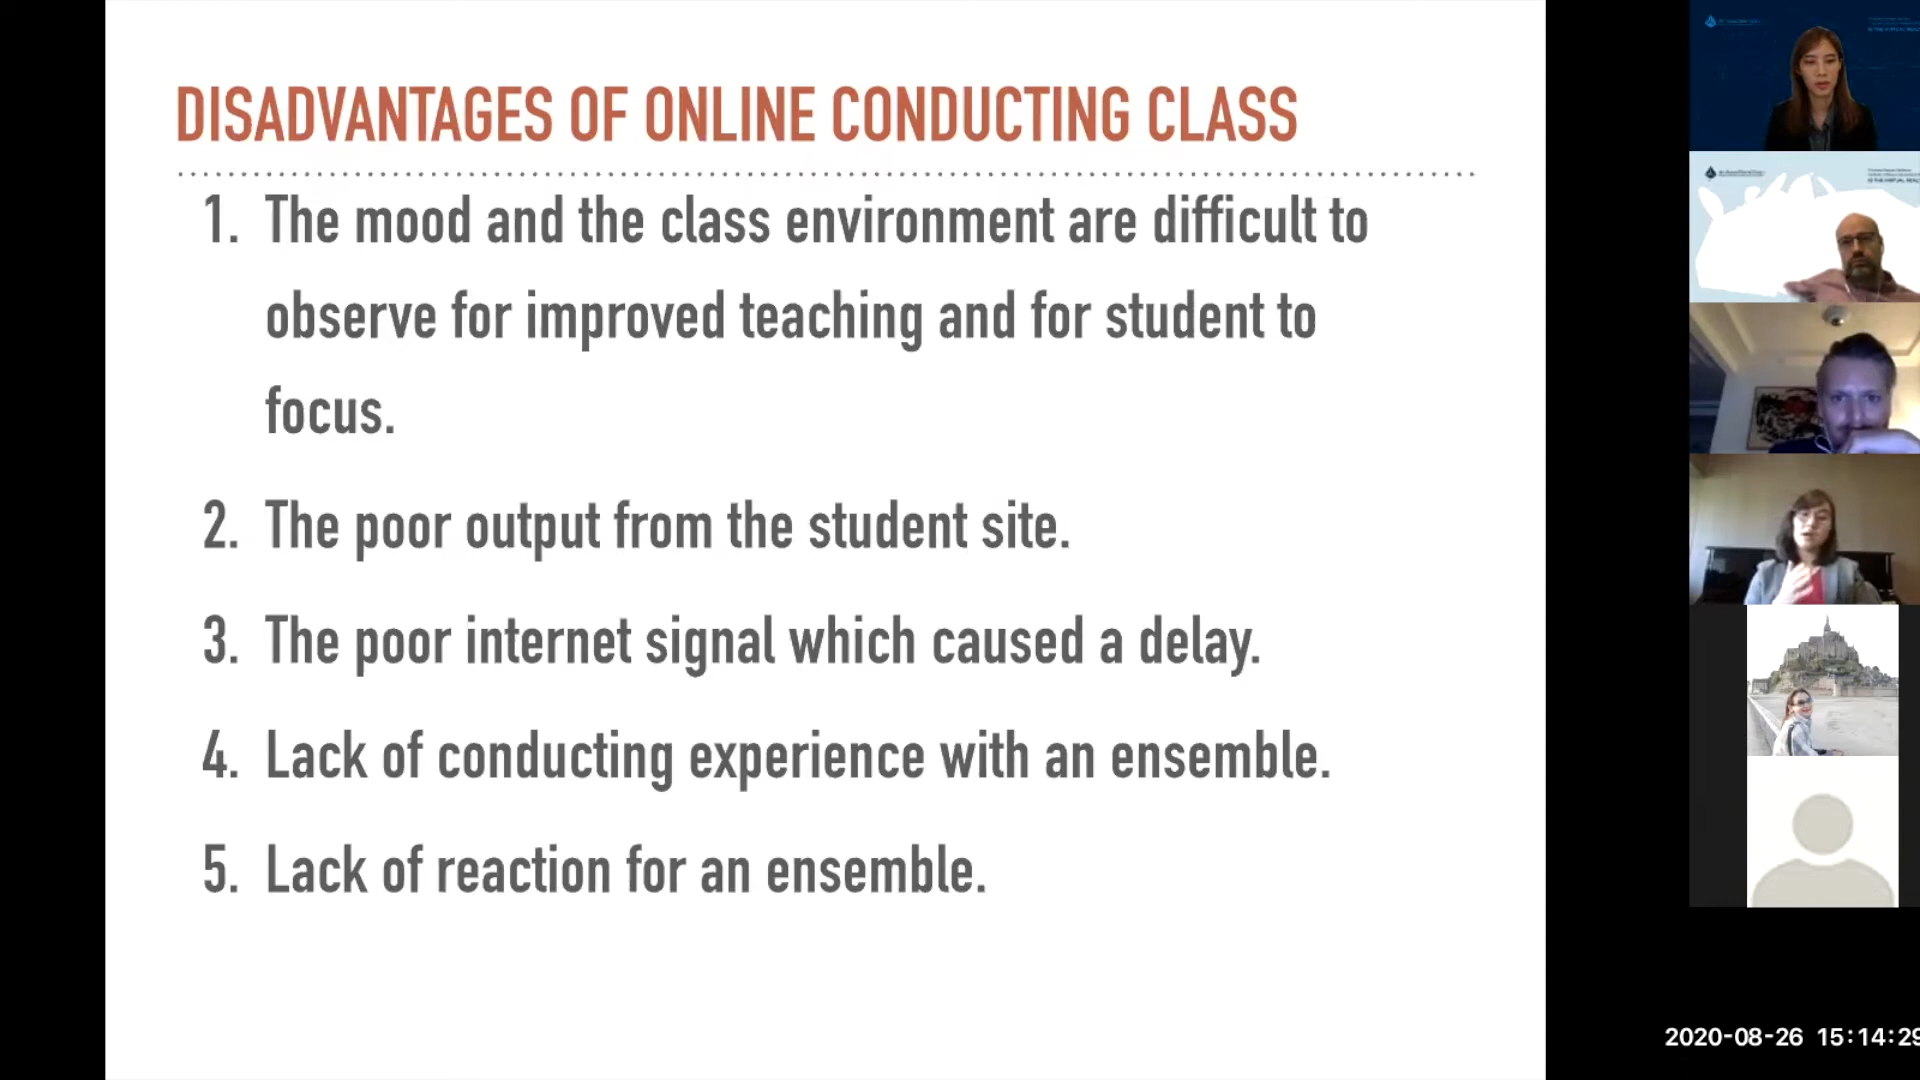 DISADVANTAGES OF ONLINE CONDUCTING CLASS
1. The mood and the class environment are difficult to
observe for improved teaching and for student to
focus.
2. The poor output from the student site.
3. The poor internet signal which caused a delay.
4. Lack of conducting experience with an ensemble.
5. Lack of reaction for an ensemble.
2020-08-26 15:14:29